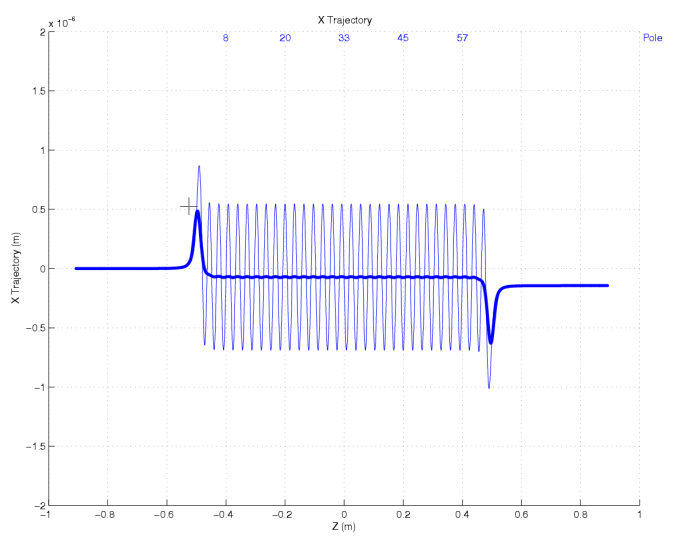 X Trajectory
x 10⁻⁶
8 20 33 45 57 Pole
2
1.5
1
0.5
0
−0.5
−1
−1.5
−2
X Trajectory (m)
−1 −0.8 −0.6 −0.4 −0.2 0 0.2 0.4 0.6 0.8 1
Z (m)